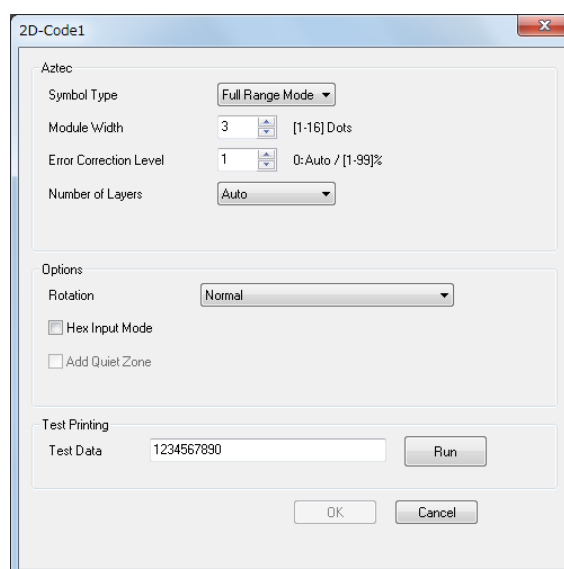 2D-Code1
Aztec
Symbol Type Full Range Mode
Module Width 3 [1-16] Dots
Error Correction Level 1 0:Auto / [1-99]%
Number of Layers Auto
Options
Rotation Normal
Hex Input Mode
Add Quiet Zone
Test Printing
Test Data 1234567890 Run
OK Cancel